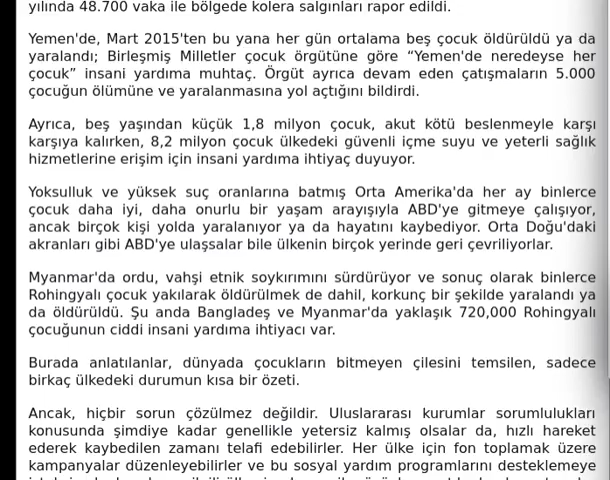 yılında 48.700 vaka ile bölgede kolera salgınları rapor edildi.
Yemen'de, Mart 2015'ten bu yana her gün ortalama beş çocuk öldürüldü ya da
yaralandı; Birleşmiş Milletler çocuk örgütüne göre “Yemen'de neredeyse her
çocuk” insani yardıma muhtaç. Örgüt ayrıca devam eden çatışmaların 5.000
çocuğun ölümüne ve yaralanmasına yol açtığını bildirdi.
Ayrıca, beş yaşından küçük 1,8 milyon çocuk, akut kötü beslenmeyle karşı
karşıya kalırken, 8,2 milyon çocuk ülkedeki güvenli içme suyu ve yeterli sağlık
hizmetlerine erişim için insani yardıma ihtiyaç duyuyor.
Yoksulluk ve yüksek suç oranlarına batmış Orta Amerika'da her ay binlerce
çocuk daha iyi, daha onurlu bir yaşam arayışıyla ABD'ye gitmeye çalışıyor,
ancak birçok kişi yolda yaralanıyor ya da hayatını kaybediyor. Orta Doğu'daki
akranları gibi ABD'ye ulaşsalar bile ülkenin birçok yerinde geri çevriliyorlar.
Myanmar'da ordu, vahşi etnik soykırımını sürdürüyor ve sonuç olarak binlerce
Rohingyalı çocuk yakılarak öldürülmek de dahil, korkunç bir şekilde yaralandı ya
da öldürüldü. Şu anda Bangladeş ve Myanmar'da yaklaşık 720,000 Rohingyalı
çocuğunun ciddi insani yardıma ihtiyacı var.
Burada anlatılanlar, dünyada çocukların bitmeyen çilesini temsilen, sadece
birkaç ülkedeki durumun kısa bir özeti.
Ancak, hiçbir sorun çözülmez değildir. Uluslararası kurumlar sorumlulukları
konusunda şimdiye kadar genellikle yetersiz kalmış olsalar da, hızlı hareket
ederek kaybedilen zamanı telafi edebilirler. Her ülke için fon toplamak üzere
kampanyalar düzenleyebilirler ve bu sosyal yardım programlarını desteklemeye